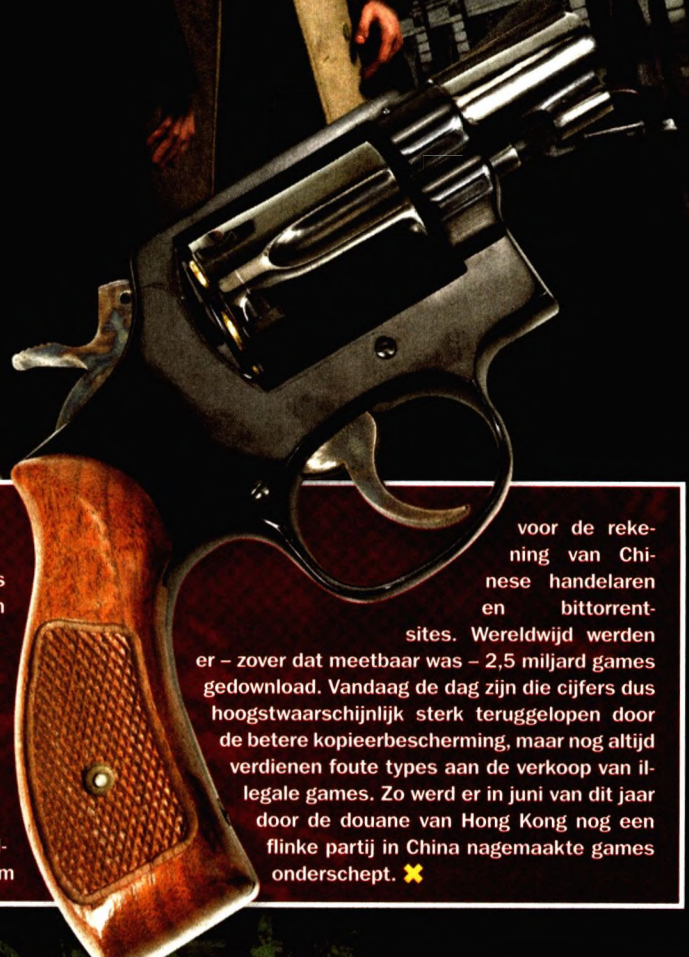 voor de reke-
ning van Chi-
nese handelaren
en bittorrent-
sites. Wereldwijd werden
er – zover dat meetbaar was – 2,5 miljard games
gedownload. Vandaag de dag zijn die cijfers dus
hoogstwaarschijnlijk sterk teruggelopen door
de betere kopieerbescherming, maar nog altijd
verdienen foute types aan de verkoop van il-
legale games. Zo werd er in juni van dit jaar
door de douane van Hong Kong nog een
flinke partij in China nagemaakte games
onderschept.